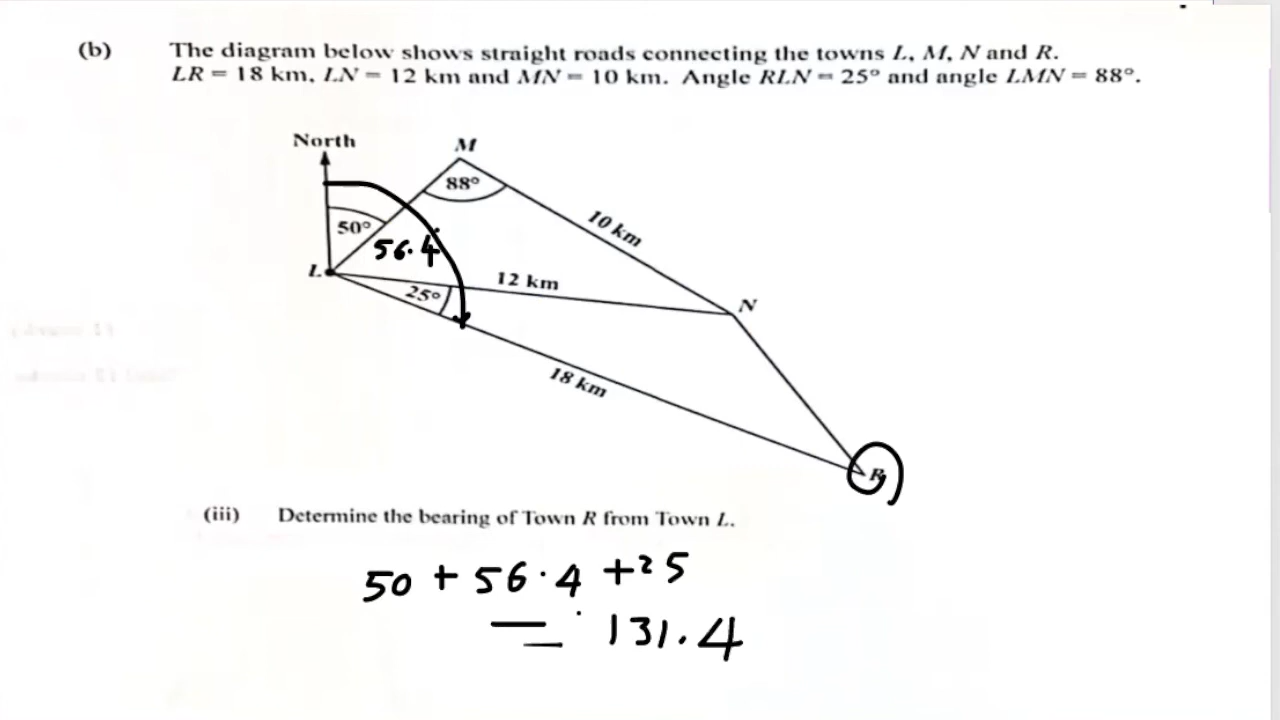 (b) The diagram below shows straight roads connecting the towns L, M, N and R.
LR = 18 km, LN = 12 km and MN = 10 km. Angle RLN = 25° and angle LMN = 88°.
North
M
88°
50°
10 km
56.4
L
12 km
25°
N
18 km
R
(iii) Determine the bearing of Town R from Town L.
50 + 56.4 + 25
= 131.4